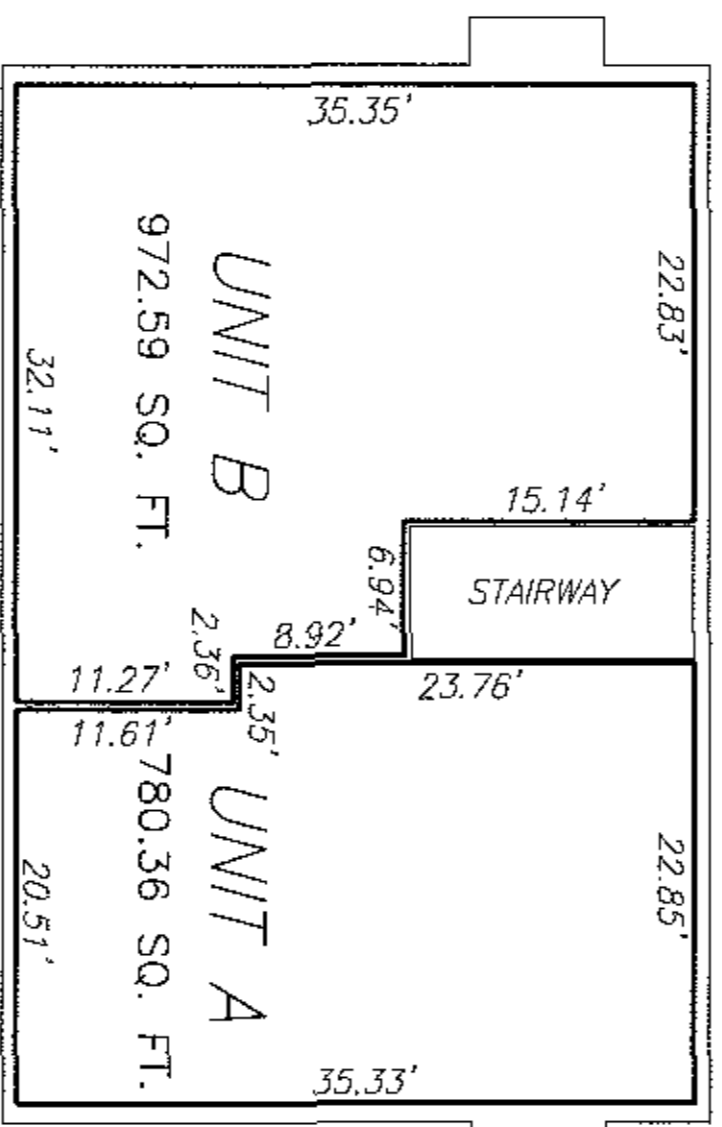 35.35'
22.83'
UNIT B
972.59 SQ. FT.
32.11'
15.14'
STAIRWAY
6.94'
8.92'
2.36'
11.27'
23.76'
2.35'
11.61'
UNIT A
780.36 SQ. FT.
22.85'
20.51'
35.33'